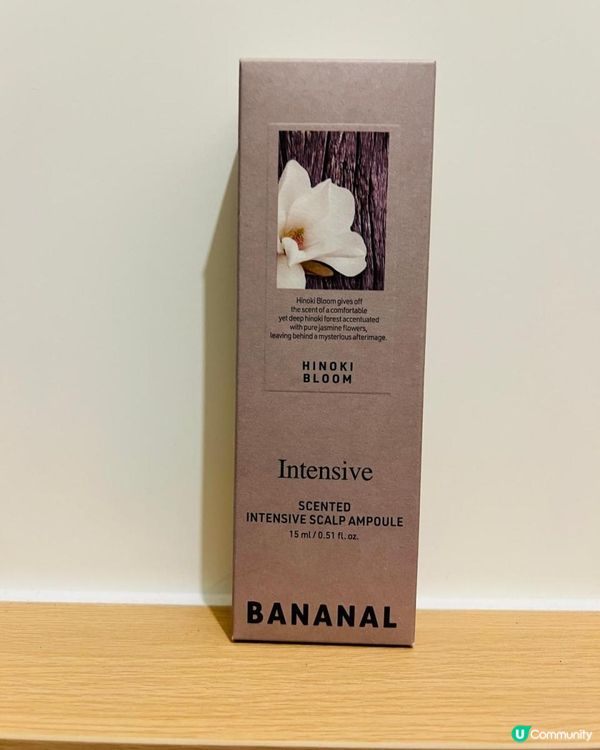 Hinoki Bloom gives off
the scent of a comfortable
yet deep hinoki forest accentuated
with pure jasmine flowers,
leaving behind a mysterious afterimage.
HINOKI
BLOOM
Intensive
SCENTED
INTENSIVE SCALP AMPOULE
15 ml / 0.51 fl. oz.
BANANAL
U Community